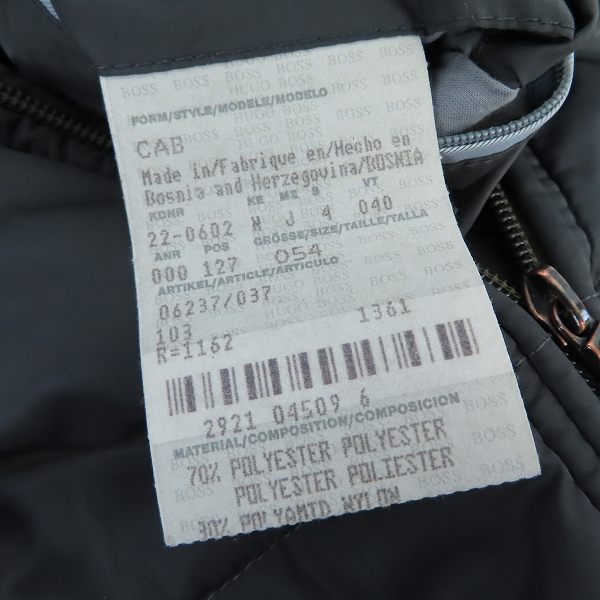 FORM/STYLE/MODELE/MODELO
CAB
Made in/Fabrique en/Hecho en
Bosnia and Herzegovina/BOSNIA
KDNR KE ME S VT
22-0602 N J 4 040
ANR POS GRÖSSE/SIZE/TAILLE/TALLA
000 127 054
ARTIKEL/ARTICLE/ARTICULO
06237/037
103
R=1162 1361
2921 04509 6
MATERIAL/COMPOSITION/COMPOSICION
70% POLYESTER POLYESTER
POLYESTER POLIESTER
30% POLYAMID NYLON